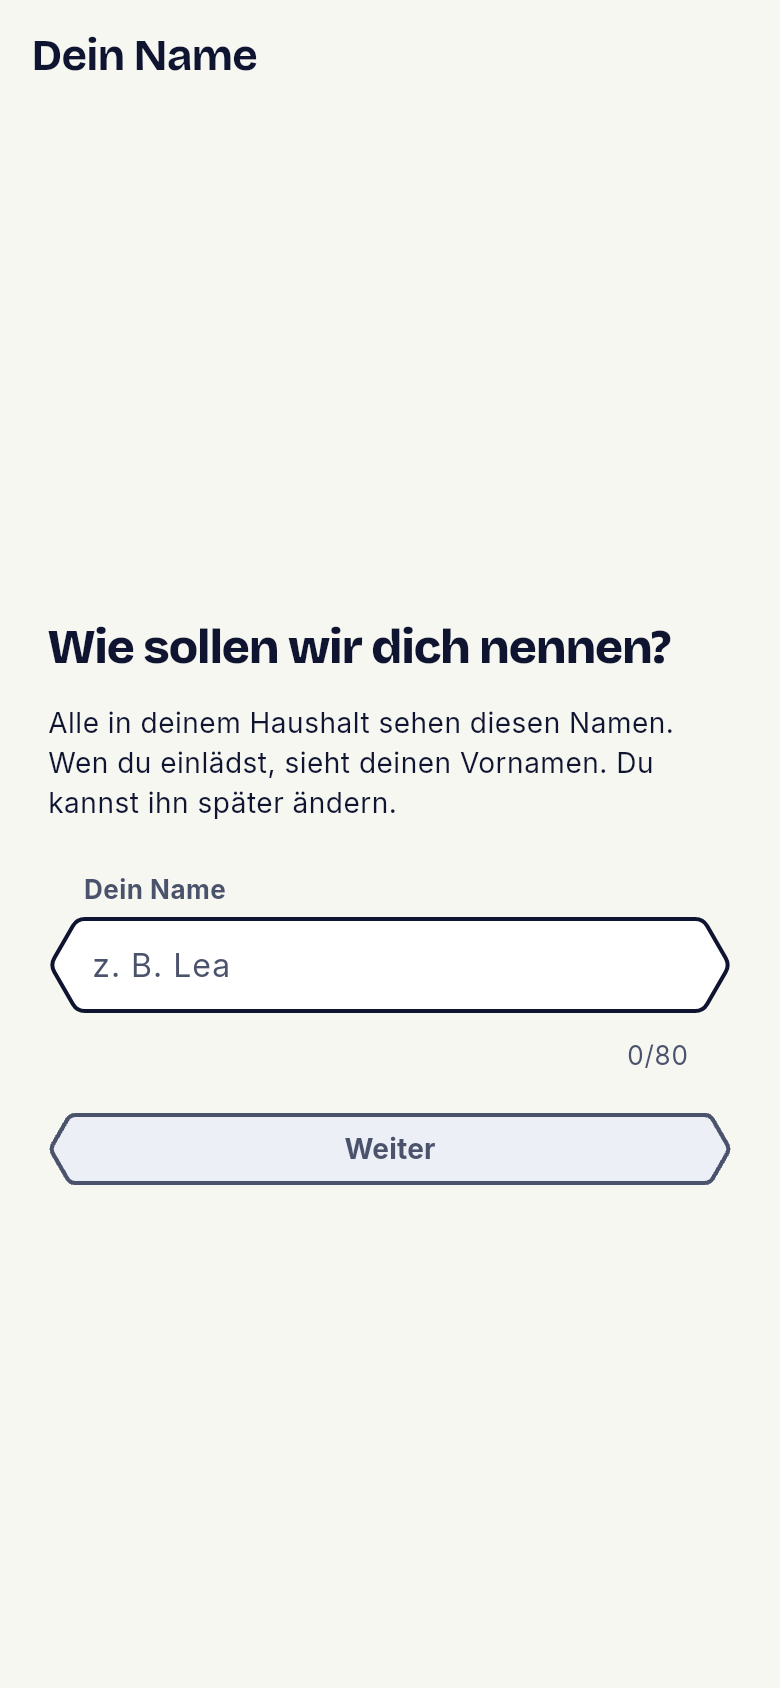 Dein Name
Wie sollen wir dich nennen?
Alle in deinem Haushalt sehen diesen Namen.
Wen du einlädst, sieht deinen Vornamen. Du
kannst ihn später ändern.
Dein Name
z. B. Lea
0/80
Weiter